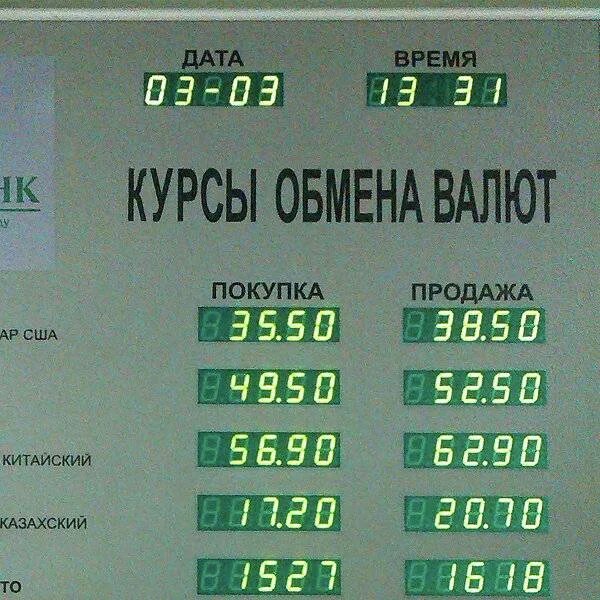 ДАТА ВРЕМЯ
03-03 13 31
НК
КУРСЫ ОБМЕНА ВАЛЮТ
ПОКУПКА ПРОДАЖА
АР США 35.50 38.50
49.50 52.50
КИТАЙСКИЙ 56.90 62.90
КАЗАХСКИЙ 17.20 20.70
ТО 1527 1618